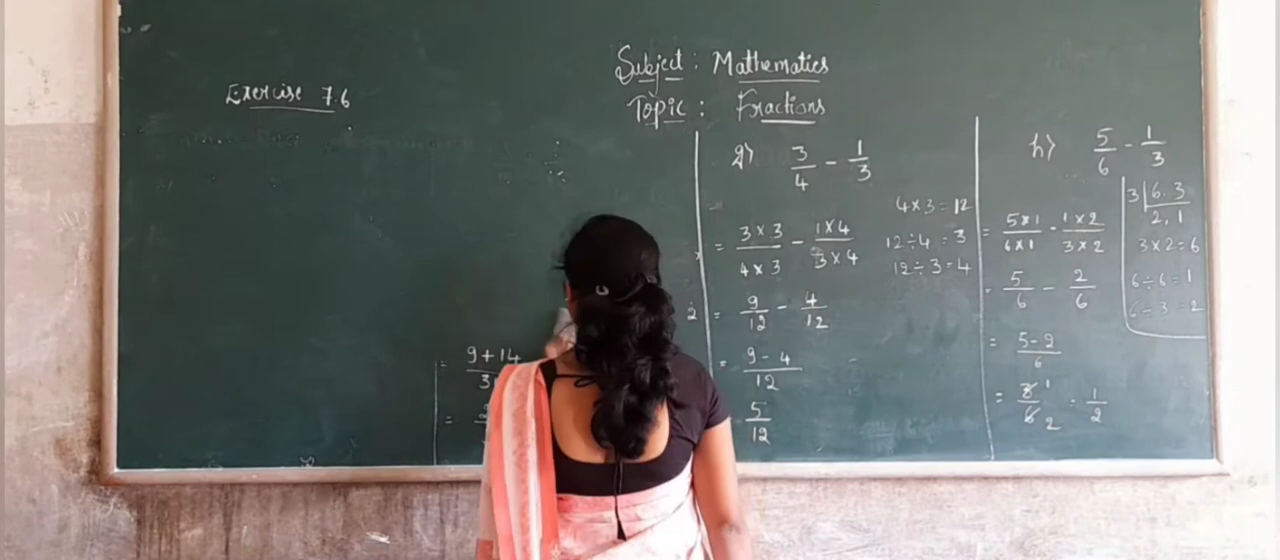 Subject : Mathematics
Topic : Fractions
Exercise 7.6
= 9+14
3
=
g) 3/4 - 1/3
4×3=12
12÷4=3
12÷3=4
= 3×3/4×3 - 1×4/3×4
= 9/12 - 4/12
= 9-4/12
5/12
h) 5/6 - 1/3
3|6, 3
2, 1
3×2=6
6÷6=1
6÷3=2
= 5×1/6×1 - 1×2/3×2
= 5/6 - 2/6
= 5-2/6
= 3 1/6 2 = 1/2